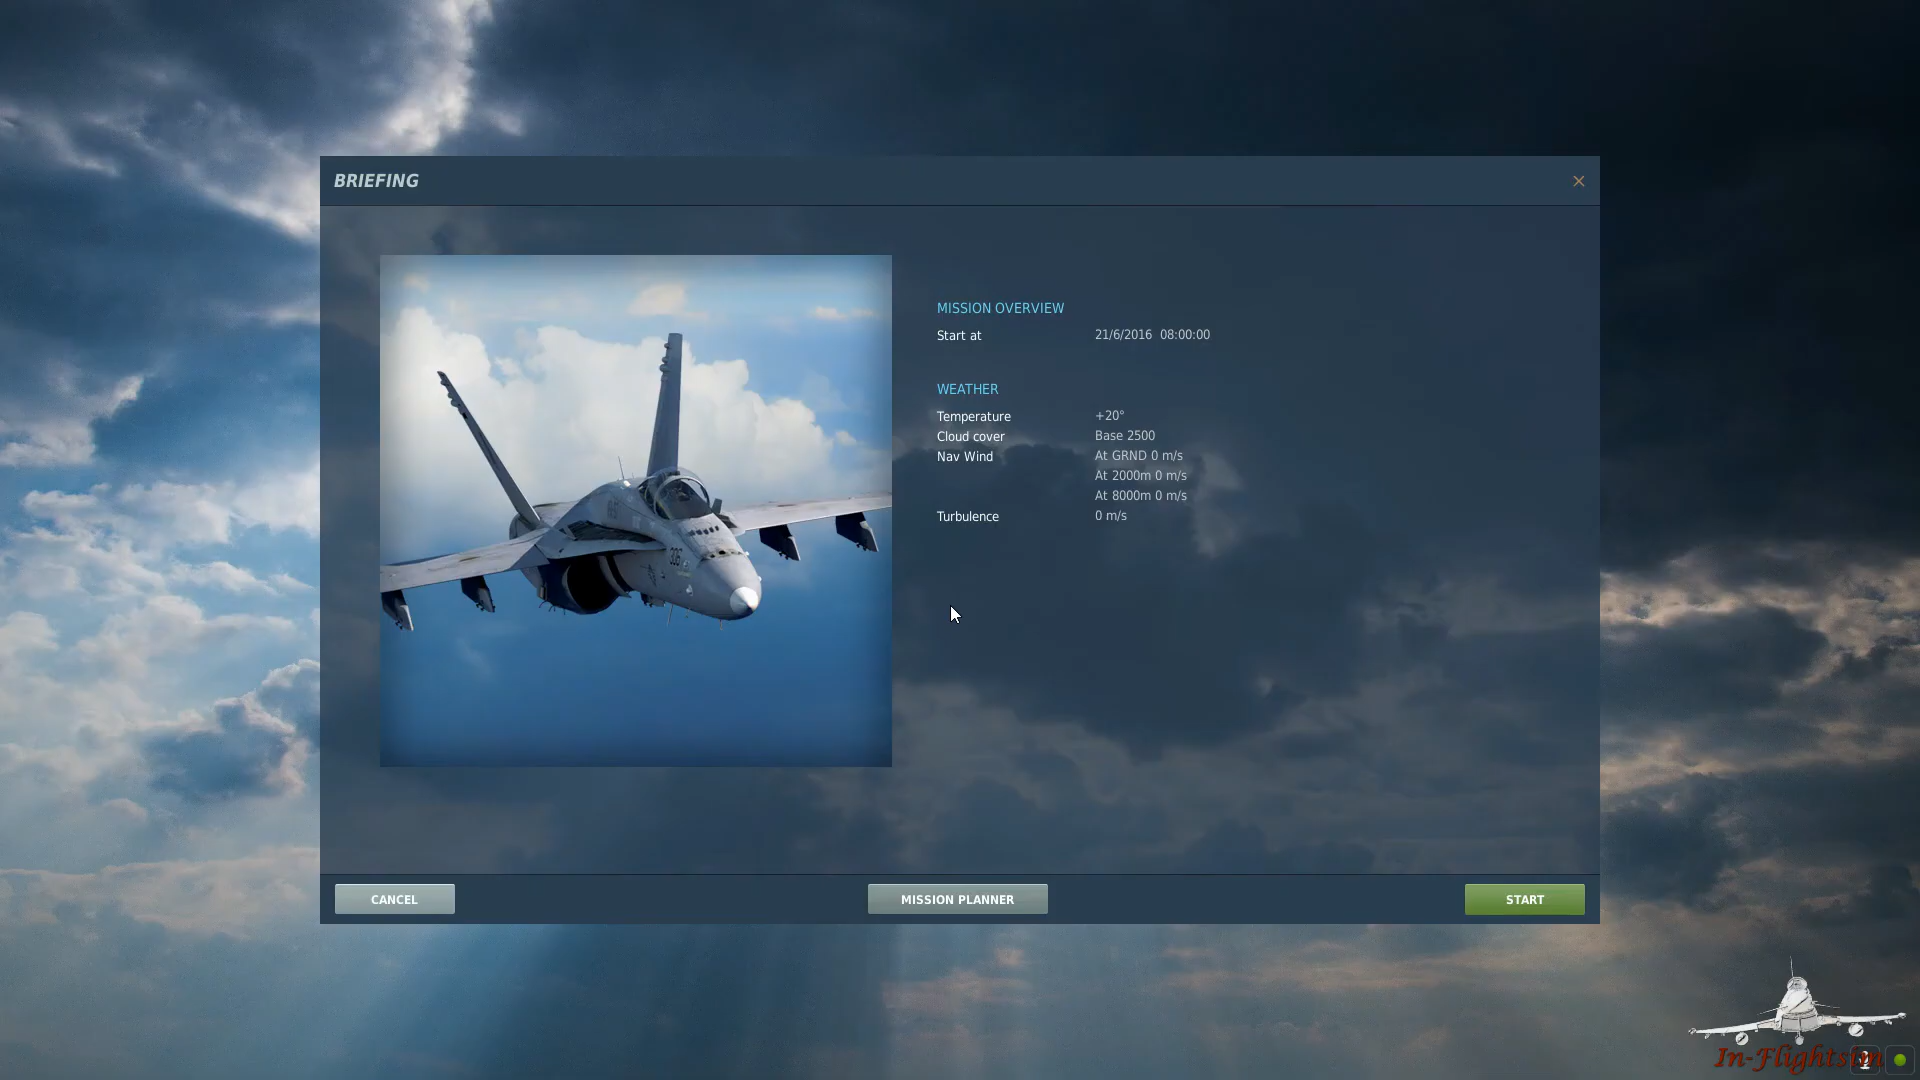 BRIEFING
MISSION OVERVIEW
Start at 21/6/2016 08:00:00
WEATHER
Temperature +20°
Cloud cover Base 2500
Nav Wind At GRND 0 m/s
At 2000m 0 m/s
At 8000m 0 m/s
Turbulence 0 m/s
336
CANCEL
MISSION PLANNER
START
In-Flightsim